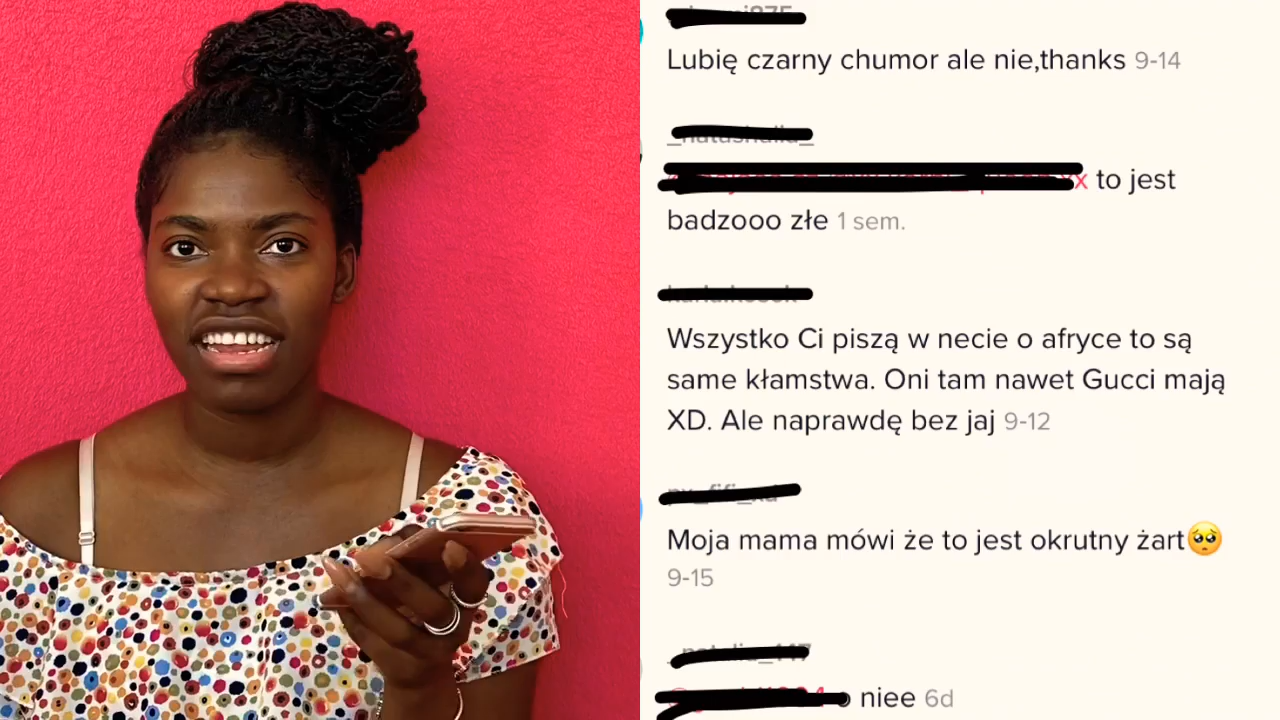 Lubię czarny chumor ale nie,thanks 9-14
to jest
badzooo złe 1 sem.
Wszystko Ci piszą w necie o afryce to są
same kłamstwa. Oni tam nawet Gucci mają
XD. Ale naprawdę bez jaj 9-12
Moja mama mówi że to jest okrutny żart🥺
9-15
niee 6d